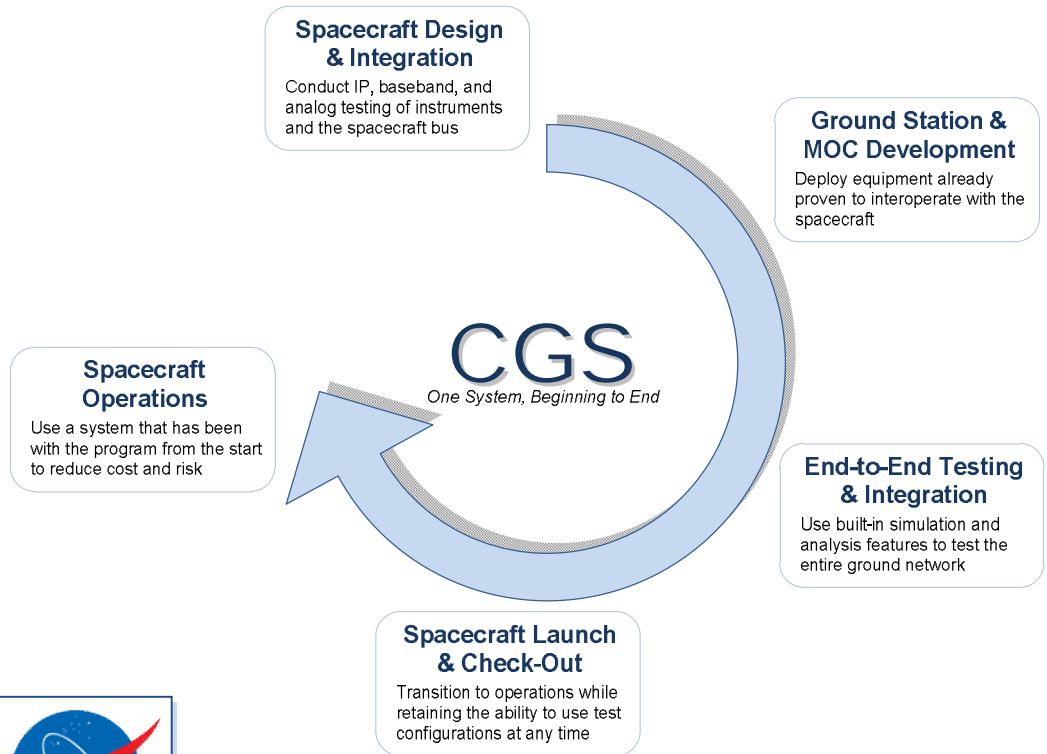 Spacecraft Design
& Integration
Conduct IP, baseband, and
analog testing of instruments
and the spacecraft bus
Ground Station &
MOC Development
Deploy equipment already
proven to interoperate with the
spacecraft
CGS
One System, Beginning to End
Spacecraft
Operations
Use a system that has been
with the program from the start
to reduce cost and risk
End-to-End Testing
& Integration
Use built-in simulation and
analysis features to test the
entire ground network
Spacecraft Launch
& Check-Out
Transition to operations while
retaining the ability to use test
configurations at any time